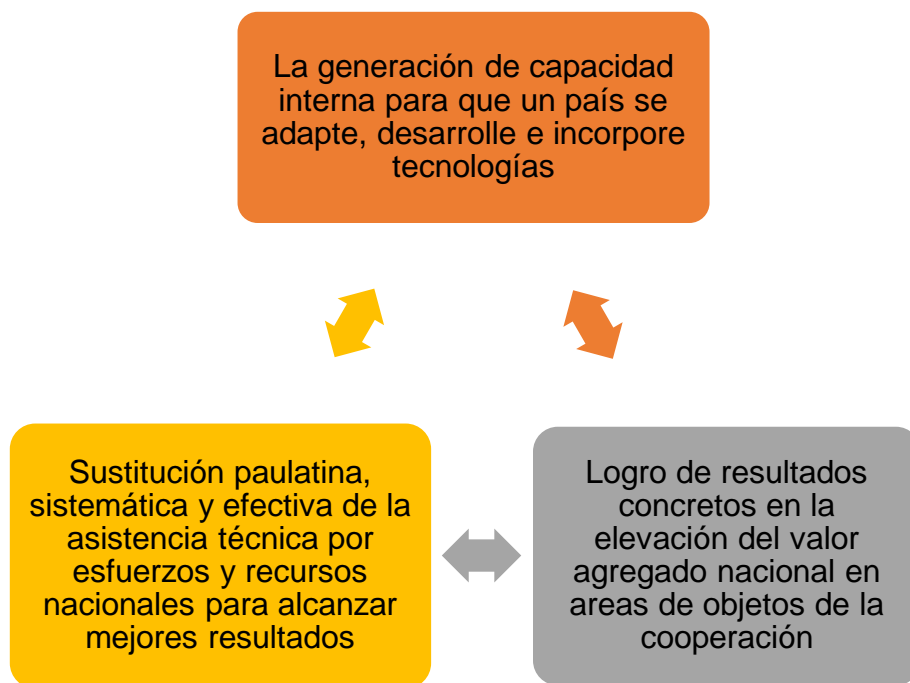 La generación de capacidad
interna para que un país se
adapte, desarrolle e incorpore
tecnologías
Sustitución paulatina,
sistemática y efectiva de la
asistencia técnica por
esfuerzos y recursos
nacionales para alcanzar
mejores resultados
Logro de resultados
concretos en la
elevación del valor
agregado nacional en
areas de objetos de la
cooperación